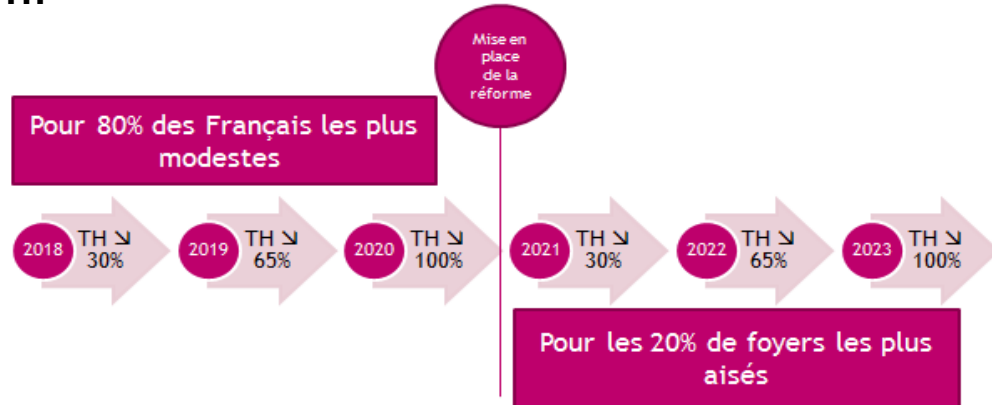 ...
Mise en
place
de la
réforme
Pour 80% des Français les plus
modestes
2018
TH ↘
30%
2019
TH ↘
65%
2020
TH ↘
100%
2021
TH ↘
30%
2022
TH ↘
65%
2023
TH ↘
100%
Pour les 20% de foyers les plus
aisés